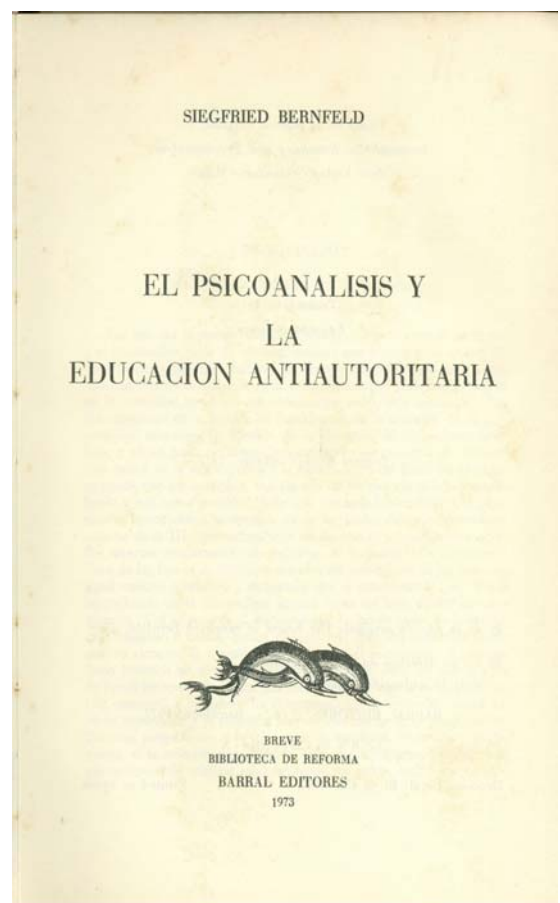 SIEGFRIED BERNFELD
EL PSICOANALISIS Y
LA
EDUCACION ANTIAUTORITARIA
BREVE
BIBLIOTECA DE REFORMA
BARRAL EDITORES
1973